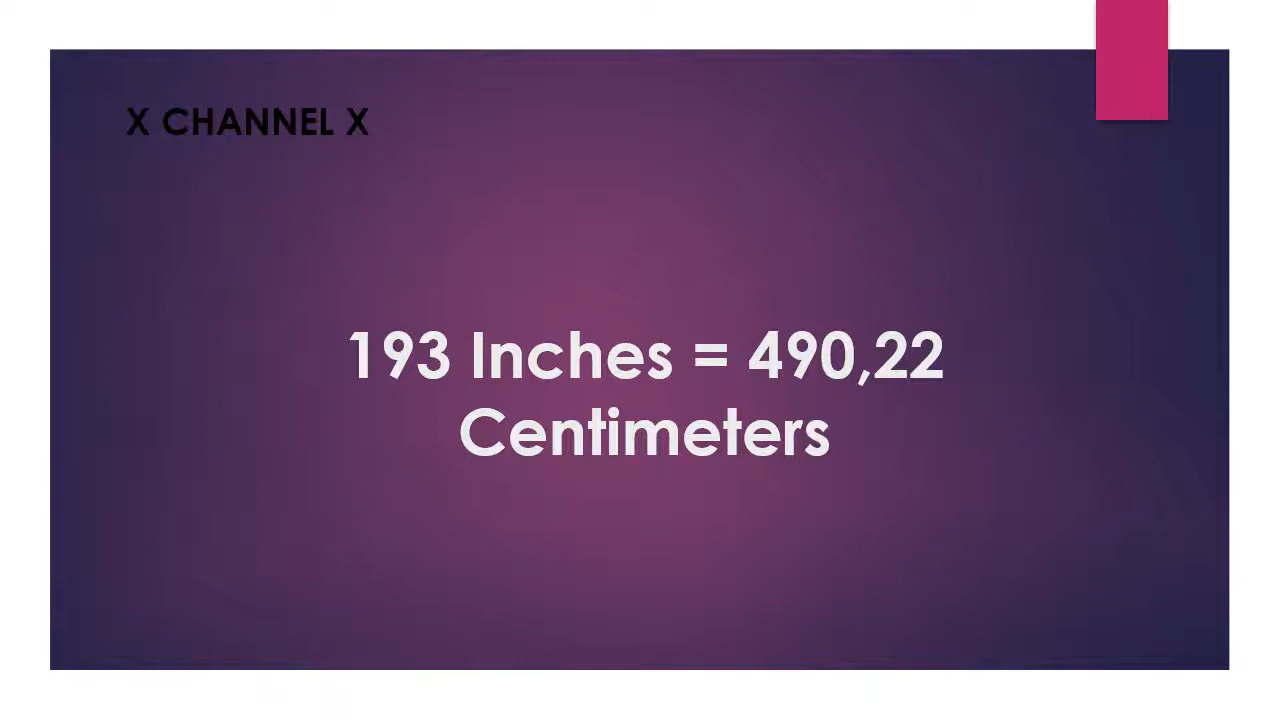 X CHANNEL X
193 Inches = 490,22
Centimeters